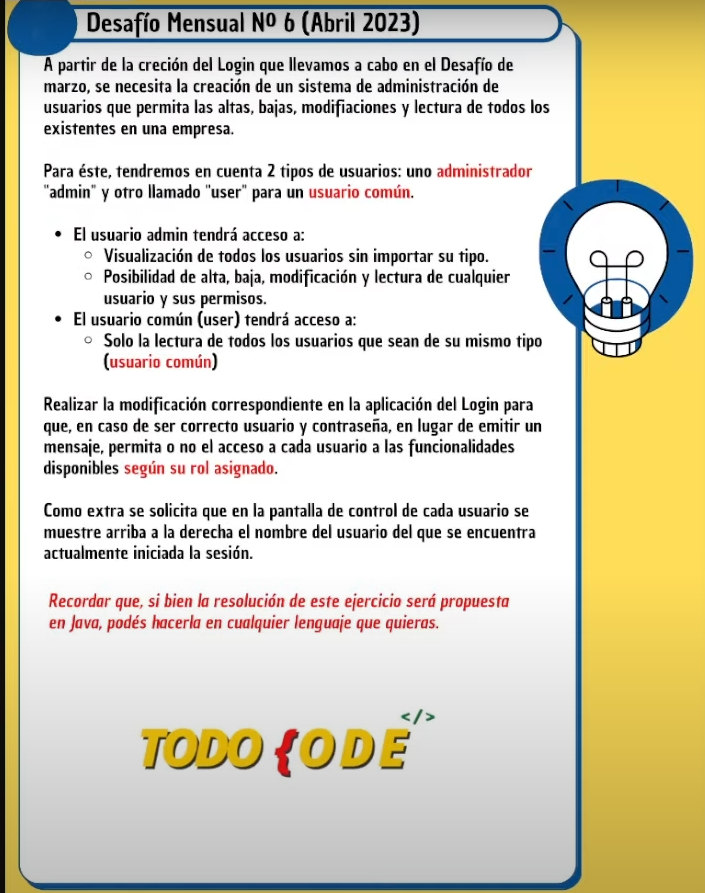 Desafío Mensual Nº 6 (Abril 2023)
A partir de la creción del Login que llevamos a cabo en el Desafío de
marzo, se necesita la creación de un sistema de administración de
usuarios que permita las altas, bajas, modifiaciones y lectura de todos los
existentes en una empresa.
Para éste, tendremos en cuenta 2 tipos de usuarios: uno administrador
"admin" y otro llamado "user" para un usuario común.
• El usuario admin tendrá acceso a:
○ Visualización de todos los usuarios sin importar su tipo.
○ Posibilidad de alta, baja, modificación y lectura de cualquier
usuario y sus permisos.
• El usuario común (user) tendrá acceso a:
○ Solo la lectura de todos los usuarios que sean de su mismo tipo
(usuario común)
Realizar la modificación correspondiente en la aplicación del Login para
que, en caso de ser correcto usuario y contraseña, en lugar de emitir un
mensaje, permita o no el acceso a cada usuario a las funcionalidades
disponibles según su rol asignado.
Como extra se solicita que en la pantalla de control de cada usuario se
muestre arriba a la derecha el nombre del usuario del que se encuentra
actualmente iniciada la sesión.
Recordar que, si bien la resolución de este ejercicio será propuesta
en Java, podés hacerla en cualquier lenguaje que quieras.
</>
TODO {ODE